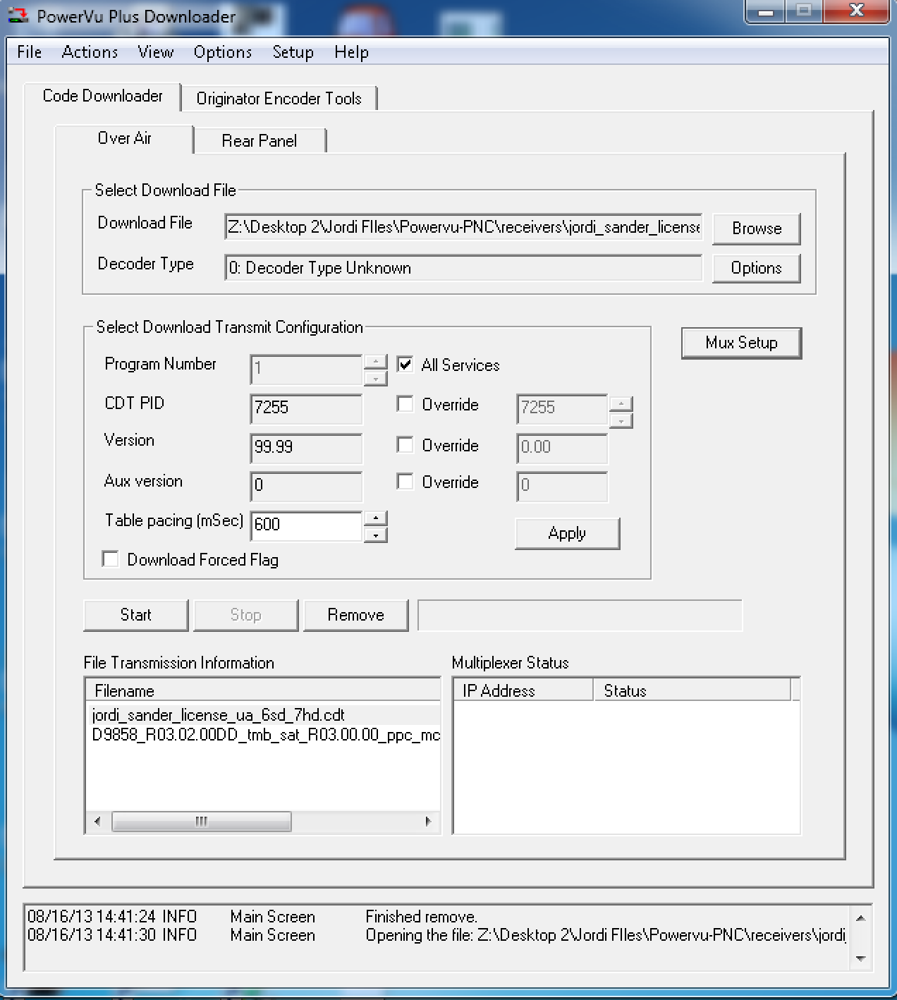 PowerVu Plus Downloader
File Actions View Options Setup Help
Code Downloader Originator Encoder Tools
Over Air Rear Panel
Select Download File
Download File Z:\Desktop 2\Jordi FIles\Powervu-PNC\receivers\jordi_sander_license Browse
Decoder Type 0: Decoder Type Unknown Options
Select Download Transmit Configuration
Mux Setup
Program Number 1 All Services
CDT PID 7255 Override 7255
Version 99.99 Override 0.00
Aux version 0 Override 0
Table pacing (mSec) 600
Apply
Download Forced Flag
Start Stop Remove
File Transmission Information Multiplexer Status
Filename IP Address Status
jordi_sander_license_ua_6sd_7hd.cdt
D9858_R03.02.00DD_tmb_sat_R03.00.00_ppc_mc
08/16/13 14:41:24 INFO Main Screen Finished remove.
08/16/13 14:41:30 INFO Main Screen Opening the file: Z:\Desktop 2\Jordi FIles\Powervu-PNC\receivers\jordi_